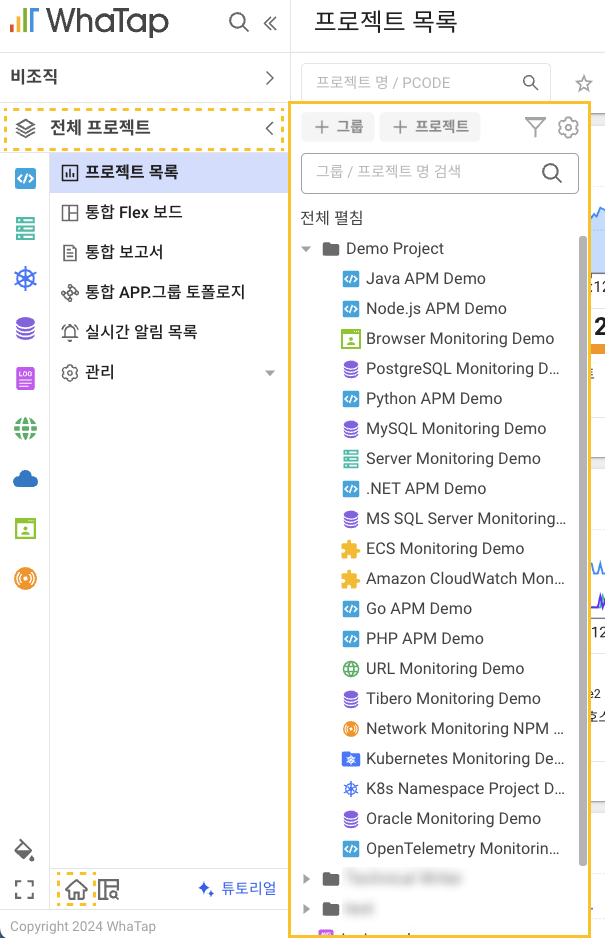 WhaTap
프로젝트 목록
비조직
프로젝트 명 / PCODE
전체 프로젝트
그룹
프로젝트
프로젝트 목록
통합 Flex 보드
통합 보고서
통합 APP.그룹 토폴로지
실시간 알림 목록
관리
그룹 / 프로젝트 명 검색
전체 펼침
Demo Project
Java APM Demo
Node.js APM Demo
Browser Monitoring Demo
PostgreSQL Monitoring D...
Python APM Demo
MySQL Monitoring Demo
Server Monitoring Demo
.NET APM Demo
MS SQL Server Monitoring...
ECS Monitoring Demo
Amazon CloudWatch Mon...
Go APM Demo
PHP APM Demo
URL Monitoring Demo
Tibero Monitoring Demo
Network Monitoring NPM ...
Kubernetes Monitoring De...
K8s Namespace Project D...
Oracle Monitoring Demo
OpenTelemetry Monitorin...
LOG
:12
2
12
e2
호스
튜토리얼
Copyright 2024 WhaTap